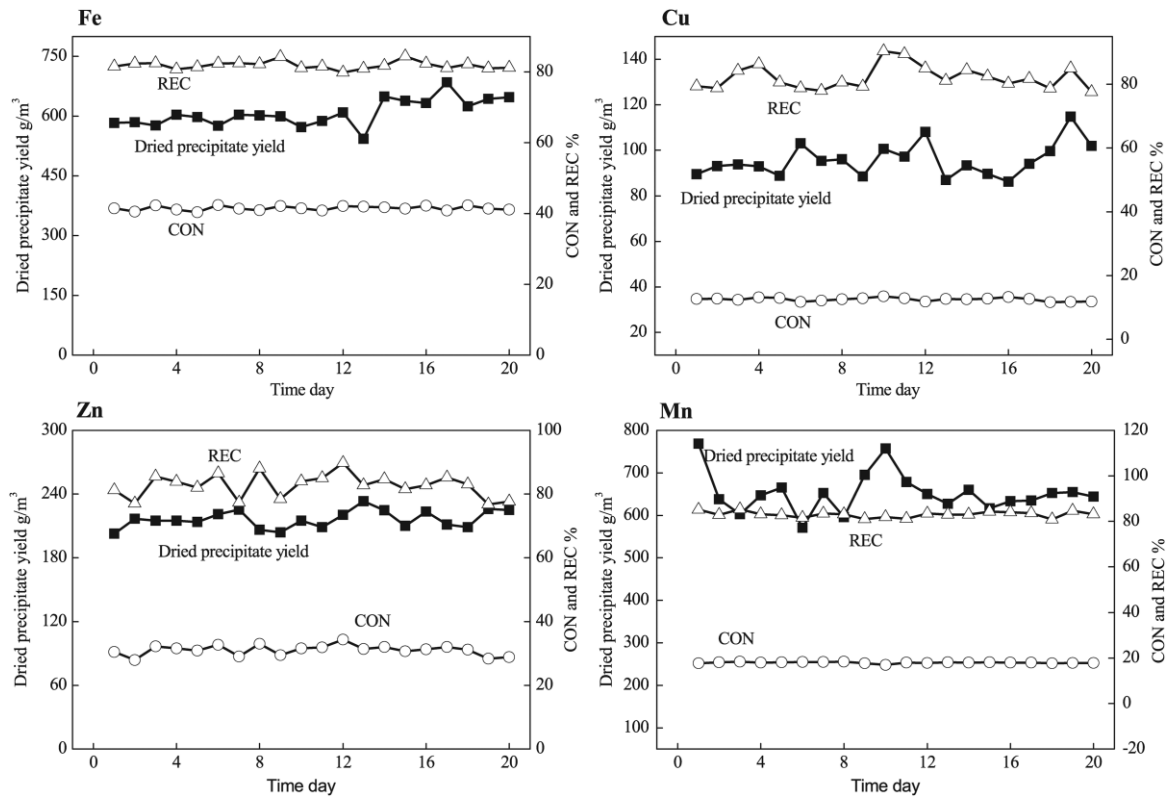 Fe
Dried precipitate yield g/m³
750
600
450
300
150
0
REC
Dried precipitate yield
CON
80
60
40
20
0
CON and REC %
0 4 8 12 16 20
Time day
Cu
Dried precipitate yield g/m³
140
120
100
80
60
40
20
REC
Dried precipitate yield
CON
80
60
40
20
0
CON and REC %
0 4 8 12 16 20
Time day
Zn
Dried precipitate yield g/m³
300
240
180
120
60
0
REC
Dried precipitate yield
CON
100
80
60
40
20
0
CON and REC %
0 4 8 12 16 20
Time day
Mn
Dried precipitate yield g/m³
800
700
600
500
400
300
200
100
Dried precipitate yield
REC
CON
120
100
80
60
40
20
0
-20
CON and REC %
0 4 8 12 16 20
Time day